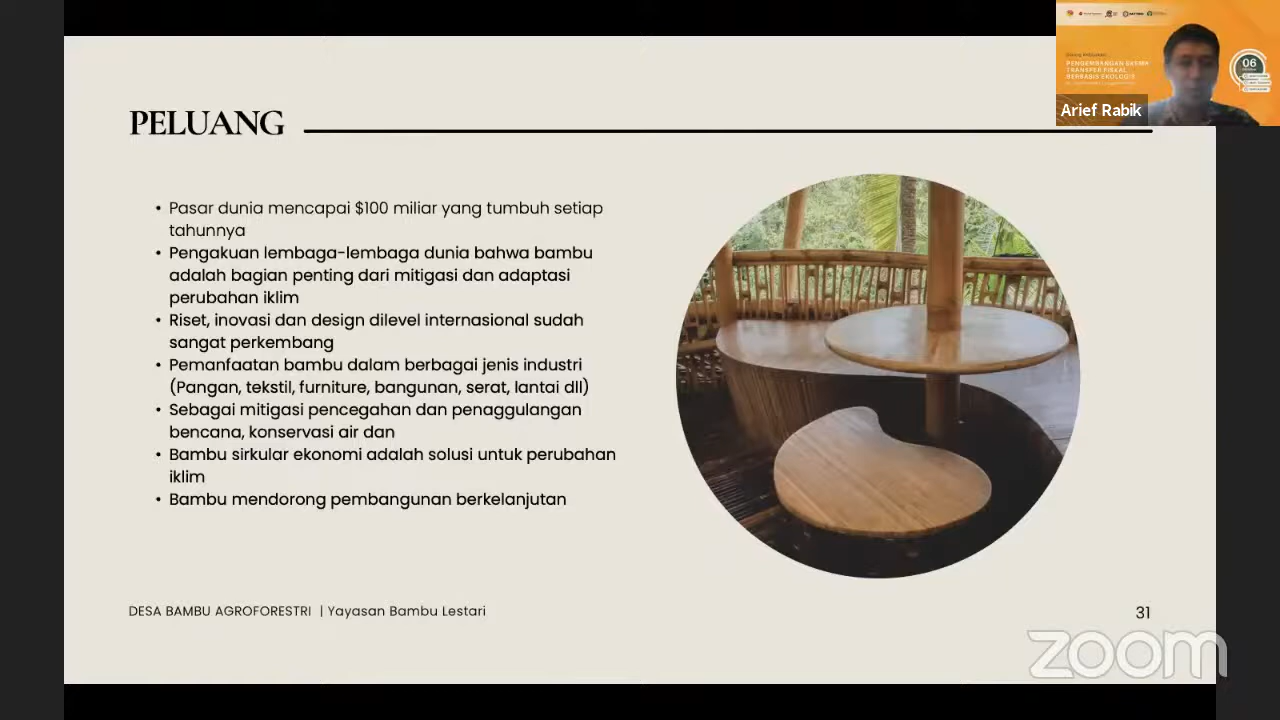 PELUANG
• Pasar dunia mencapai $100 miliar yang tumbuh setiap
tahunnya
• Pengakuan lembaga-lembaga dunia bahwa bambu
adalah bagian penting dari mitigasi dan adaptasi
perubahan iklim
• Riset, inovasi dan design dilevel internasional sudah
sangat perkembang
• Pemanfaatan bambu dalam berbagai jenis industri
(Pangan, tekstil, furniture, bangunan, serat, lantai dll)
• Sebagai mitigasi pencegahan dan penaggulangan
bencana, konservasi air dan
• Bambu sirkular ekonomi adalah solusi untuk perubahan
iklim
• Bambu mendorong pembangunan berkelanjutan
DESA BAMBU AGROFORESTRI | Yayasan Bambu Lestari
31
PENGEMBANGAN
TRANSFER FISKAL
BERBASIS EKOLOGIS
06
Arief Rabik
zoom